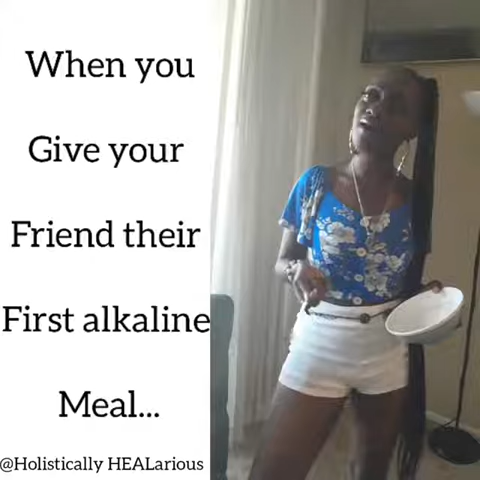 When you
Give your
Friend their
First alkaline
Meal...
@Holistically HEALarious